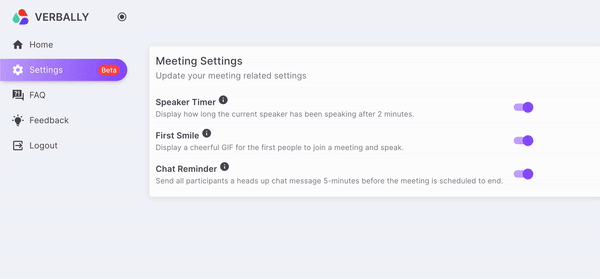 VERBALLY
Home
Settings Beta
FAQ
Feedback
Logout
Meeting Settings
Update your meeting related settings
Speaker Timer
Display how long the current speaker has been speaking after 2 minutes.
First Smile
Display a cheerful GIF for the first people to join a meeting and speak.
Chat Reminder
Send all participants a heads up chat message 5-minutes before the meeting is scheduled to end.